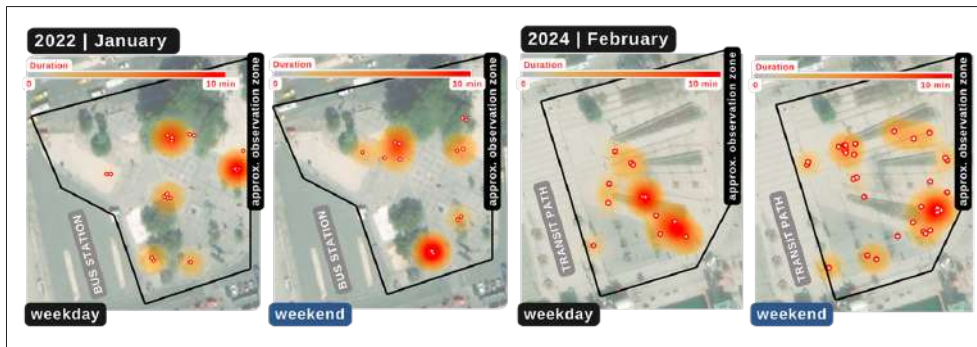 2022 | January
Duration
0
10 min
approx. observation zone
BUS STATION
weekday
Duration
0
10 min
approx. observation zone
BUS STATION
weekend
2024 | February
Duration
0
10 min
approx. observation zone
TRANSIT PATH
weekday
Duration
0
10 min
approx. observation zone
TRANSIT PATH
weekend